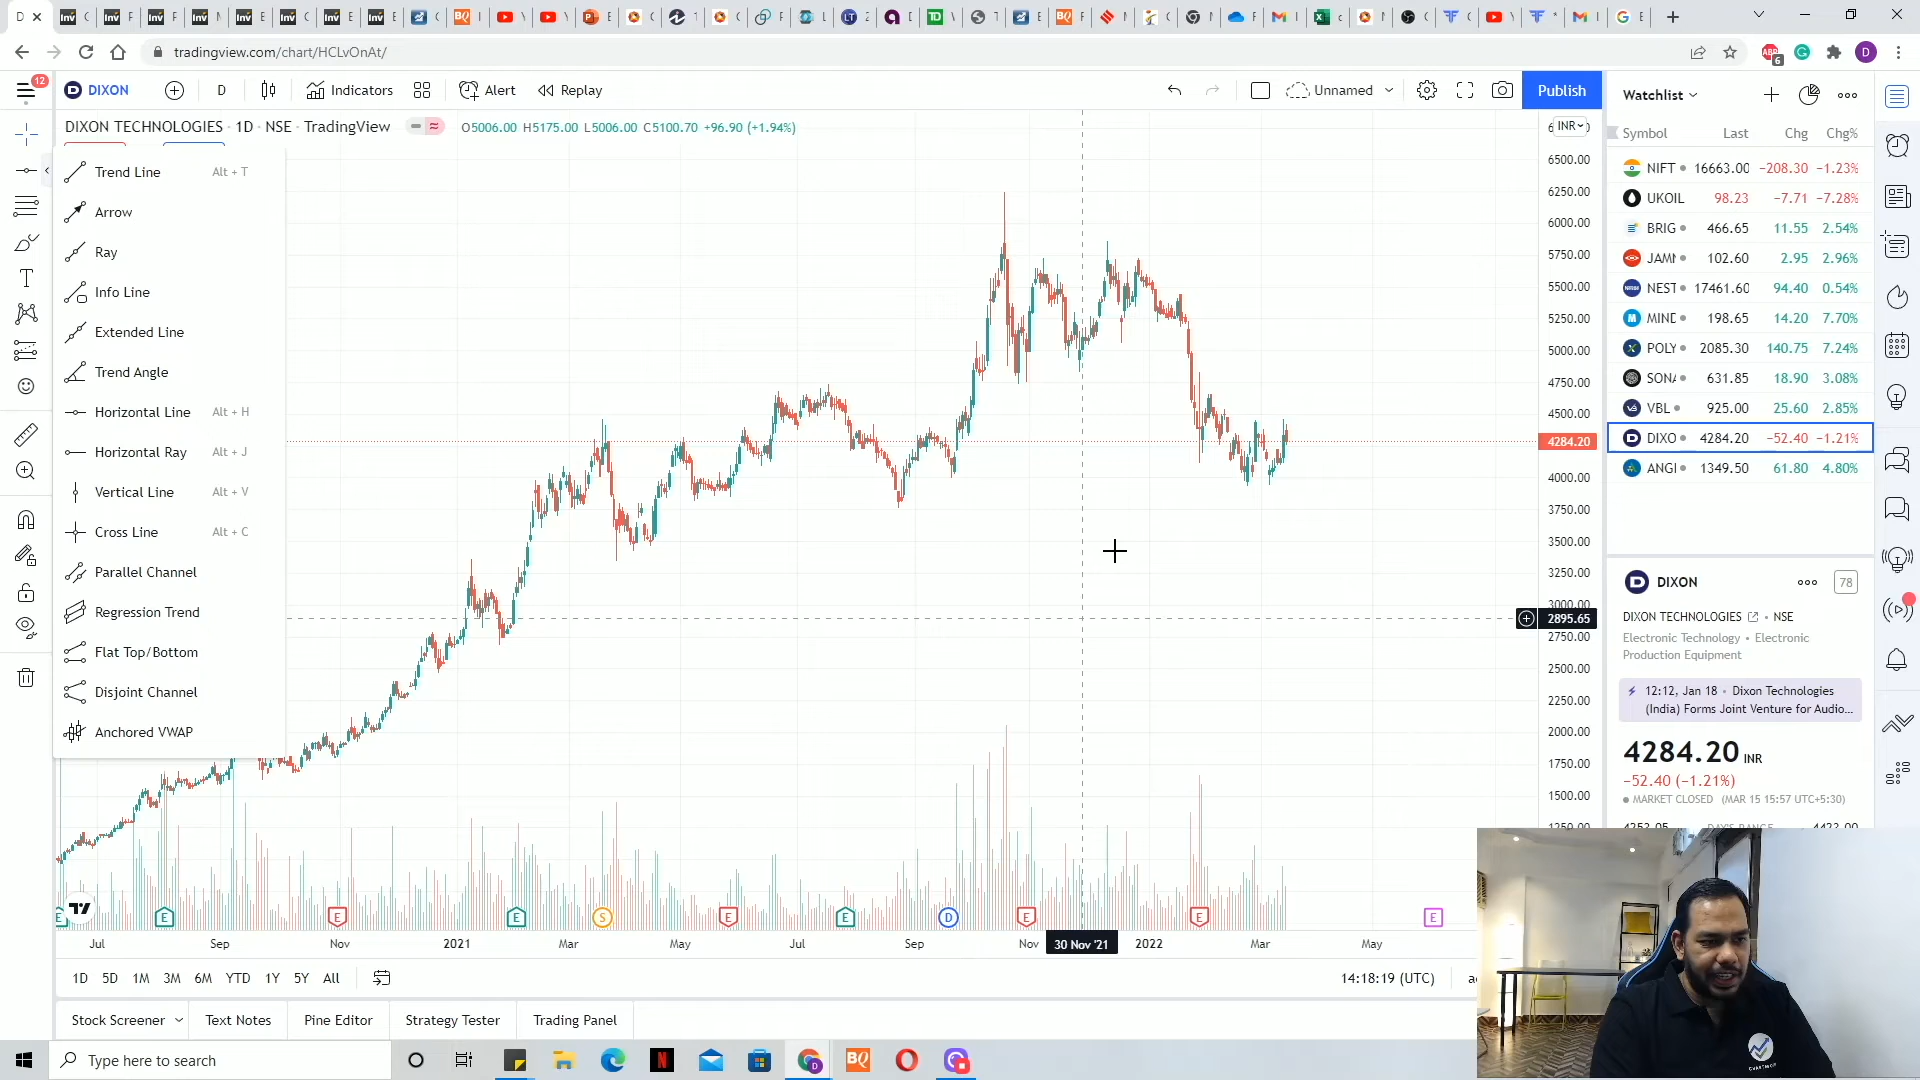 tradingview.com/chart/HCLvOnAt/
12
DIXON
D
Indicators
Alert
Replay
Unnamed
Publish
DIXON TECHNOLOGIES · 1D · NSE · TradingView
O5006.00 H5175.00 L5006.00 C5100.70 +96.90 (+1.94%)
Trend Line Alt + T
Arrow
Ray
Info Line
Extended Line
Trend Angle
Horizontal Line Alt + H
Horizontal Ray Alt + J
Vertical Line Alt + V
Cross Line Alt + C
Parallel Channel
Regression Trend
Flat Top/Bottom
Disjoint Channel
Anchored VWAP
INR
6500.00
6250.00
6000.00
5750.00
5500.00
5250.00
5000.00
4750.00
4500.00
4284.20
4000.00
3750.00
3500.00
3250.00
3000.00
2895.65
2750.00
2500.00
2250.00
2000.00
1750.00
1500.00
E E E E S E E D E E E
Jul Sep Nov 2021 Mar May Jul Sep Nov 30 Nov '21 2022 Mar May
1D 5D 1M 3M 6M YTD 1Y 5Y All
14:18:19 (UTC)
Stock Screener Text Notes Pine Editor Strategy Tester Trading Panel
Watchlist
Symbol Last Chg Chg%
NIFT 16663.00 −208.30 −1.23%
UKOIL 98.23 −7.71 −7.28%
BRIG 466.65 11.55 2.54%
JAMN 102.60 2.95 2.96%
NEST 17461.60 94.40 0.54%
MIND 198.65 14.20 7.70%
POLY 2085.30 140.75 7.24%
SONA 631.85 18.90 3.08%
VBL 925.00 25.60 2.85%
DIXO 4284.20 −52.40 −1.21%
ANGI 1349.50 61.80 4.80%
DIXON
78
DIXON TECHNOLOGIES • NSE
Electronic Technology • Electronic
Production Equipment
12:12, Jan 18 • Dixon Technologies
(India) Forms Joint Venture for Audio...
4284.20 INR
−52.40 (−1.21%)
MARKET CLOSED (MAR 15 15:57 UTC+5:30)
Type here to search
BQ